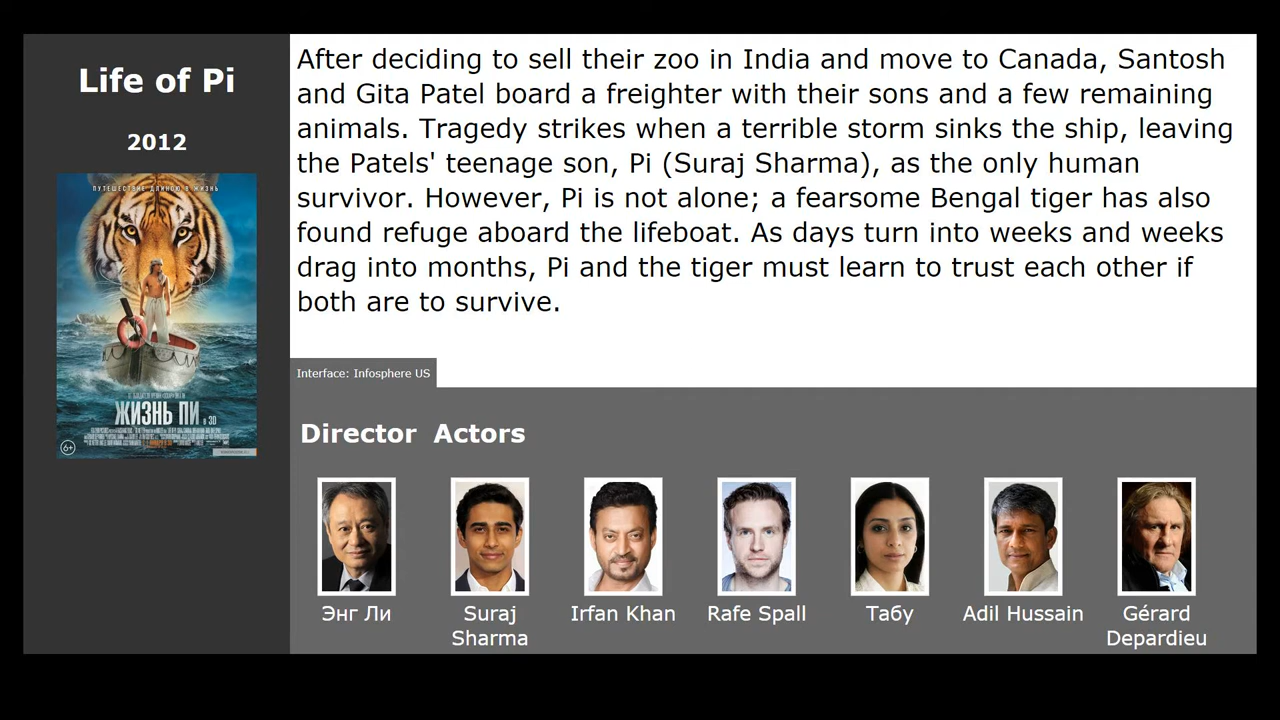 Life of Pi
2012
ПУТЕШЕСТВИЕ ДЛИНОЮ В ЖИЗНЬ
ЖИЗНЬ ПИ в 3D
6+
After deciding to sell their zoo in India and move to Canada, Santosh
and Gita Patel board a freighter with their sons and a few remaining
animals. Tragedy strikes when a terrible storm sinks the ship, leaving
the Patels' teenage son, Pi (Suraj Sharma), as the only human
survivor. However, Pi is not alone; a fearsome Bengal tiger has also
found refuge aboard the lifeboat. As days turn into weeks and weeks
drag into months, Pi and the tiger must learn to trust each other if
both are to survive.
Interface: Infosphere US
Director Actors
Энг Ли
Suraj
Sharma
Irfan Khan
Rafe Spall
Табу
Adil Hussain
Gérard
Depardieu